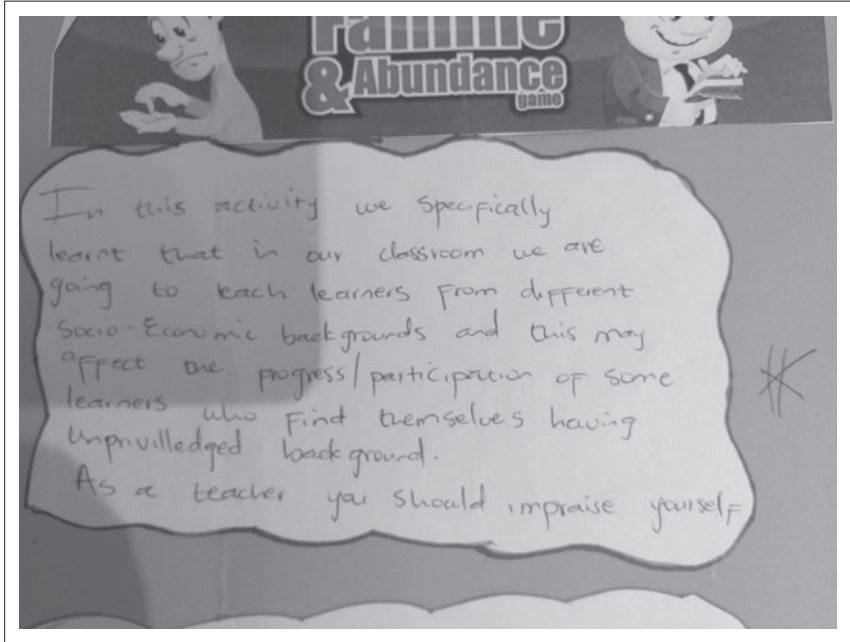 Famine
& Abundance
game
In this activity we specifically
learnt that in our classroom we are
going to teach learners from different
Socio-Economic backgrounds and this may
affect the progress/participation of some
learners who find themselves having
unprivilledged background.
As a teacher you should impraise yourself